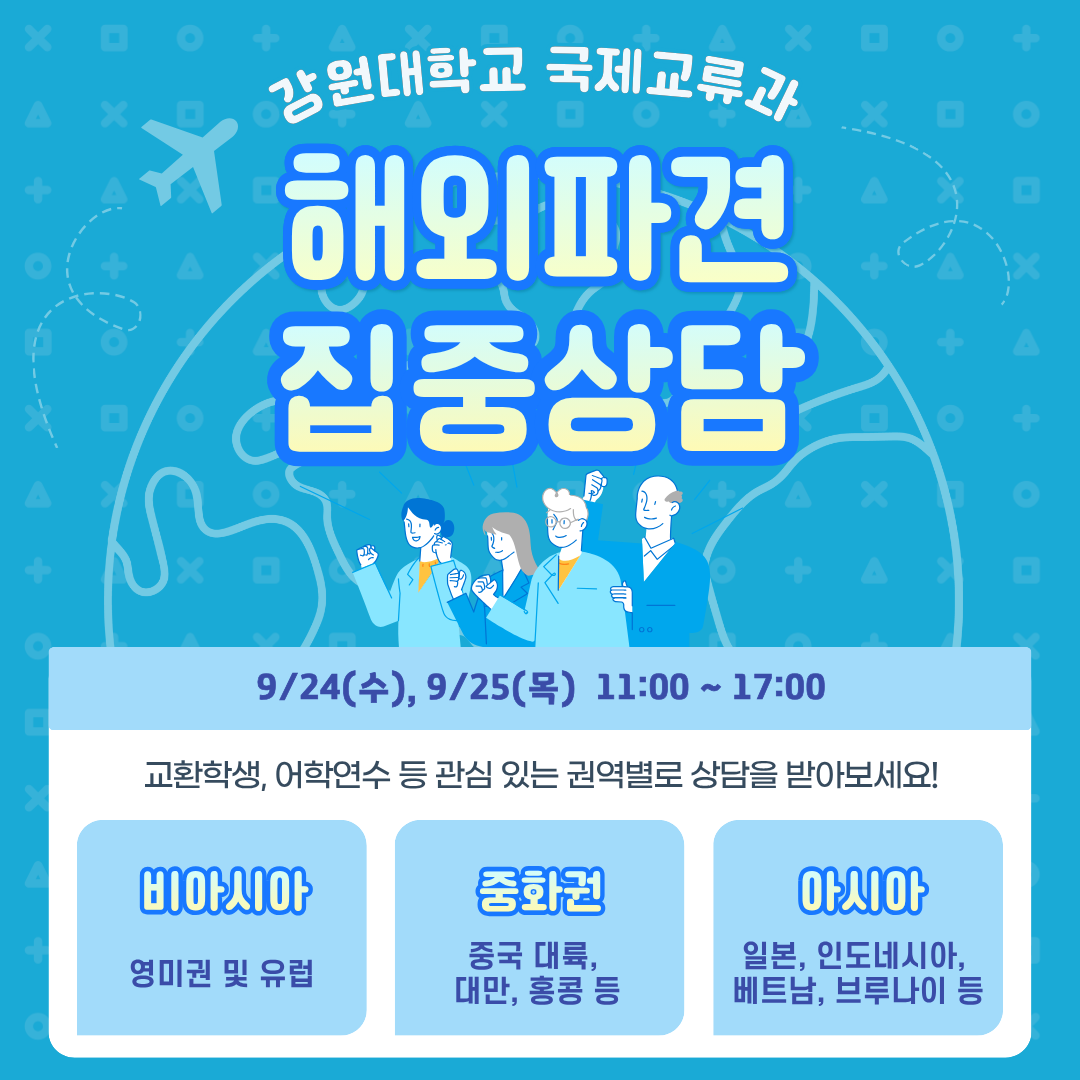 강원대학교 국제교류과
해외파견
집중상담
9/24(수), 9/25(목) 11:00 ~ 17:00
교환학생, 어학연수 등 관심 있는 권역별로 상담을 받아보세요!
비아시아
영미권 및 유럽
중화권
중국 대륙,
대만, 홍콩 등
아시아
일본, 인도네시아,
베트남, 브루나이 등